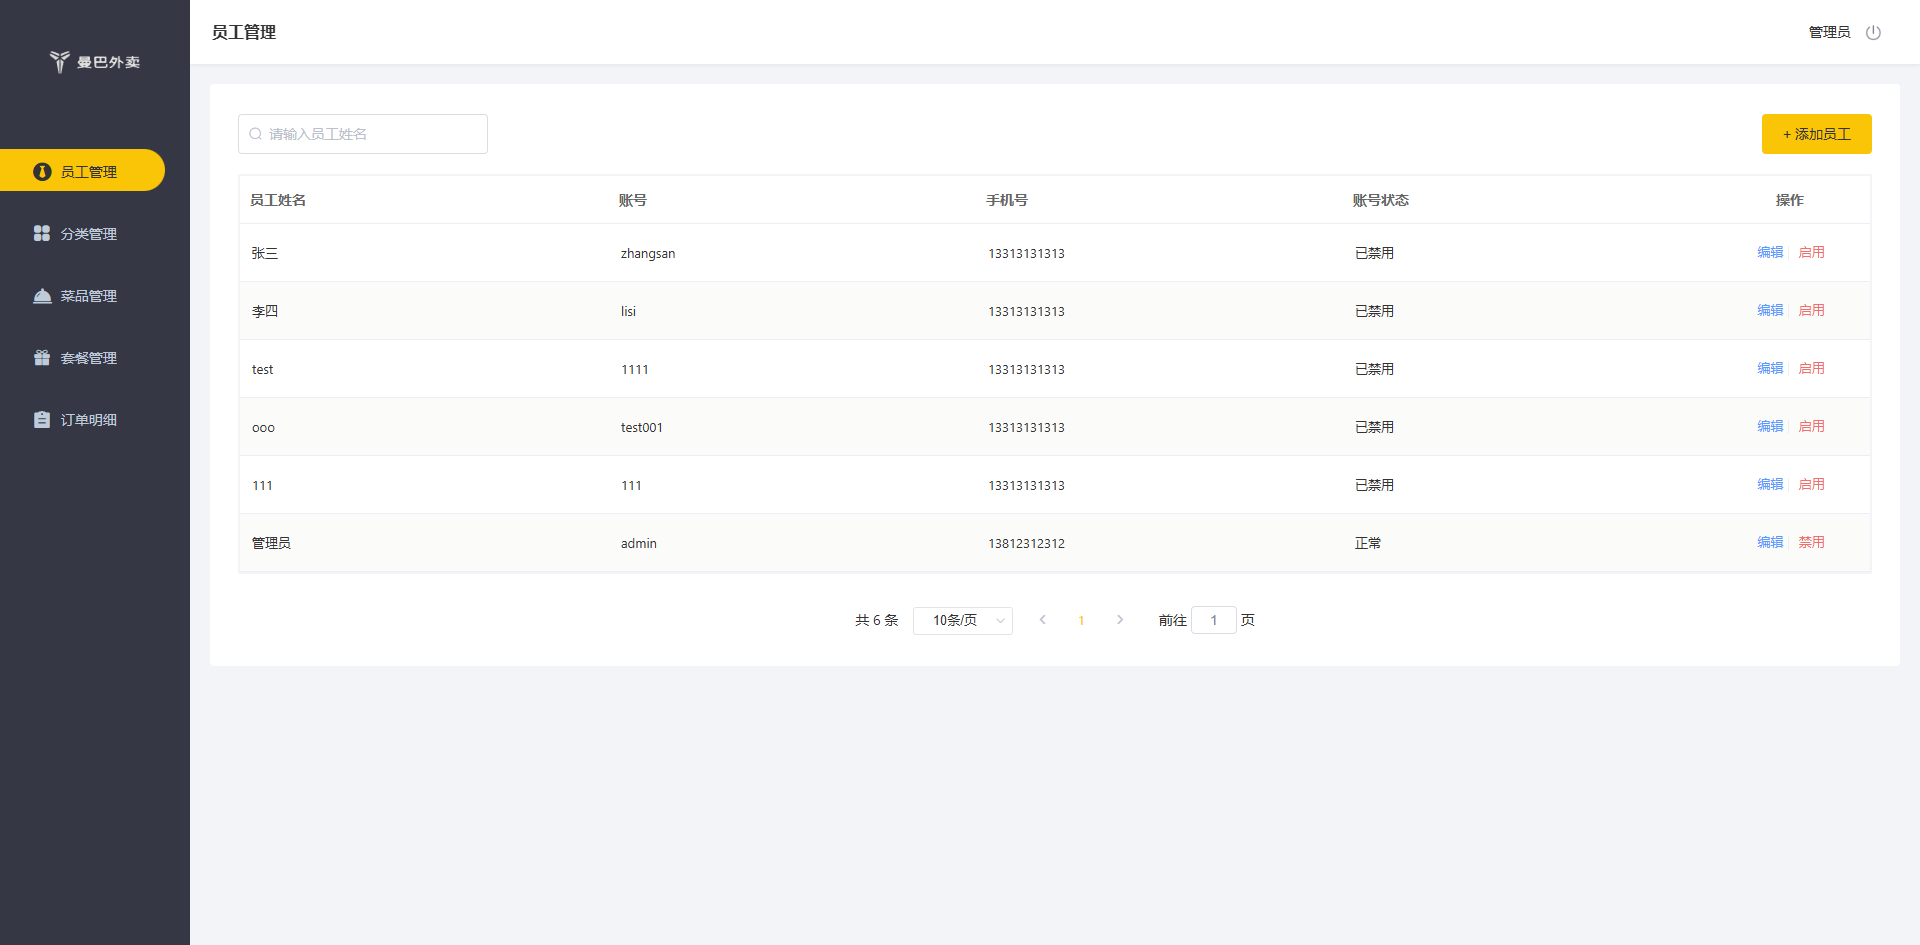 员工管理
管理员
曼巴外卖
员工管理
分类管理
菜品管理
套餐管理
订单明细
请输入员工姓名
+ 添加员工
员工姓名 账号 手机号 账号状态 操作
张三 zhangsan 13313131313 已禁用 编辑 启用
李四 lisi 13313131313 已禁用 编辑 启用
test 1111 13313131313 已禁用 编辑 启用
ooo test001 13313131313 已禁用 编辑 启用
111 111 13313131313 已禁用 编辑 启用
管理员 admin 13812312312 正常 编辑 禁用
共 6 条 10条/页 1 前往 1 页